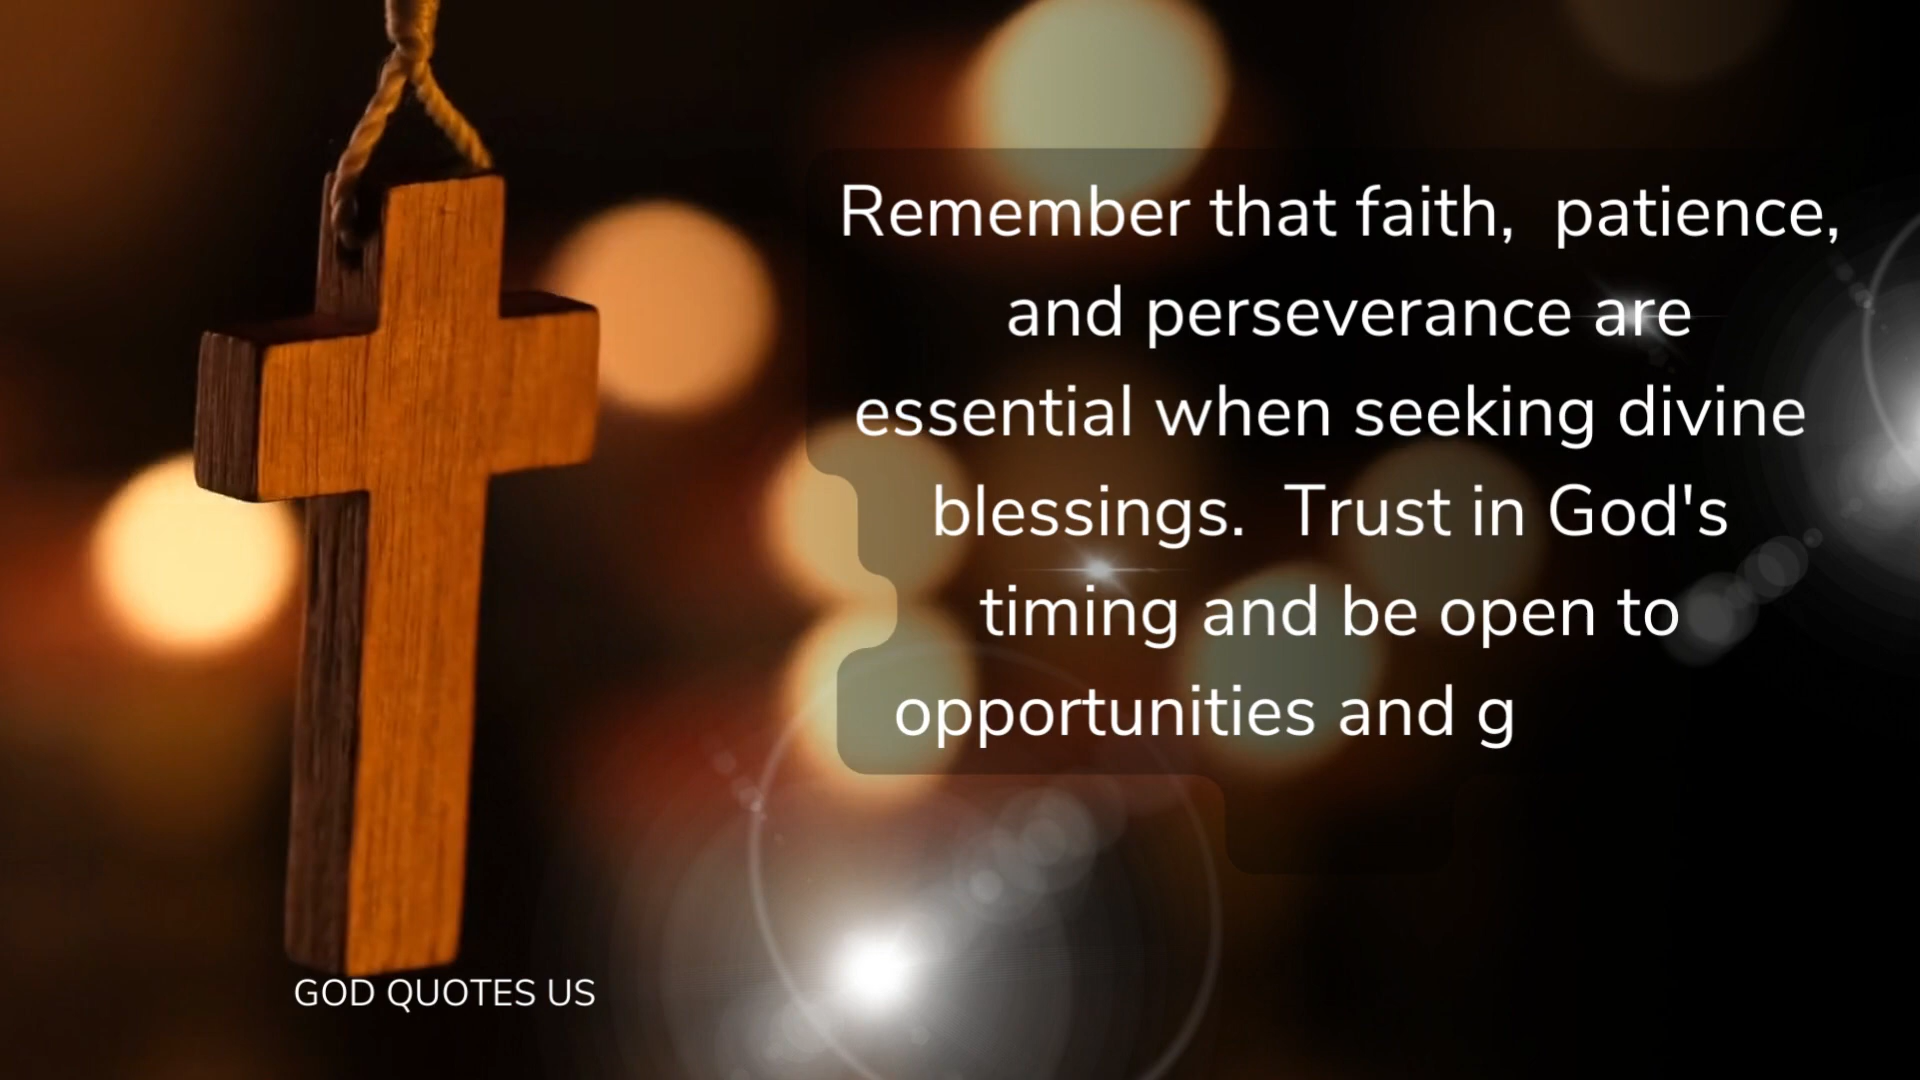 Remember that faith,  patience,
and perseverance are
essential when seeking divine
blessings.  Trust in God's
timing and be open to
opportunities and g
GOD QUOTES US